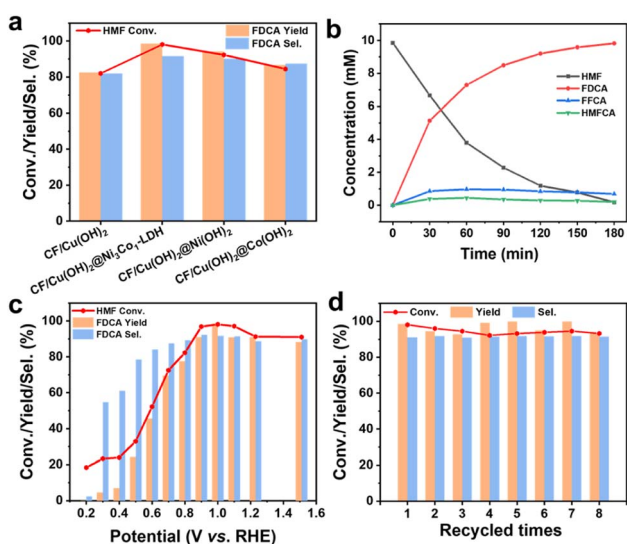 a
HMF Conv.
FDCA Yield
FDCA Sel.
Conv./Yield/Sel. (%)
100
80
60
40
20
0
CF/Cu(OH)₂
CF/Cu(OH)₂@Ni₃Co₁-LDH
CF/Cu(OH)₂@Ni(OH)₂
CF/Cu(OH)₂@Co(OH)₂
b
Concentration (mM)
10
8
6
4
2
0
HMF
FDCA
FFCA
HMFCA
0 30 60 90 120 150 180
Time (min)
c
HMF Conv.
FDCA Yield
FDCA Sel.
Conv./Yield/Sel. (%)
100
80
60
40
20
0
0.2 0.4 0.6 0.8 1.0 1.2 1.4 1.6
Potential (V vs. RHE)
d
Conv. Yield Sel.
Conv./Yield/Sel. (%)
100
80
60
40
20
0
1 2 3 4 5 6 7 8
Recycled times